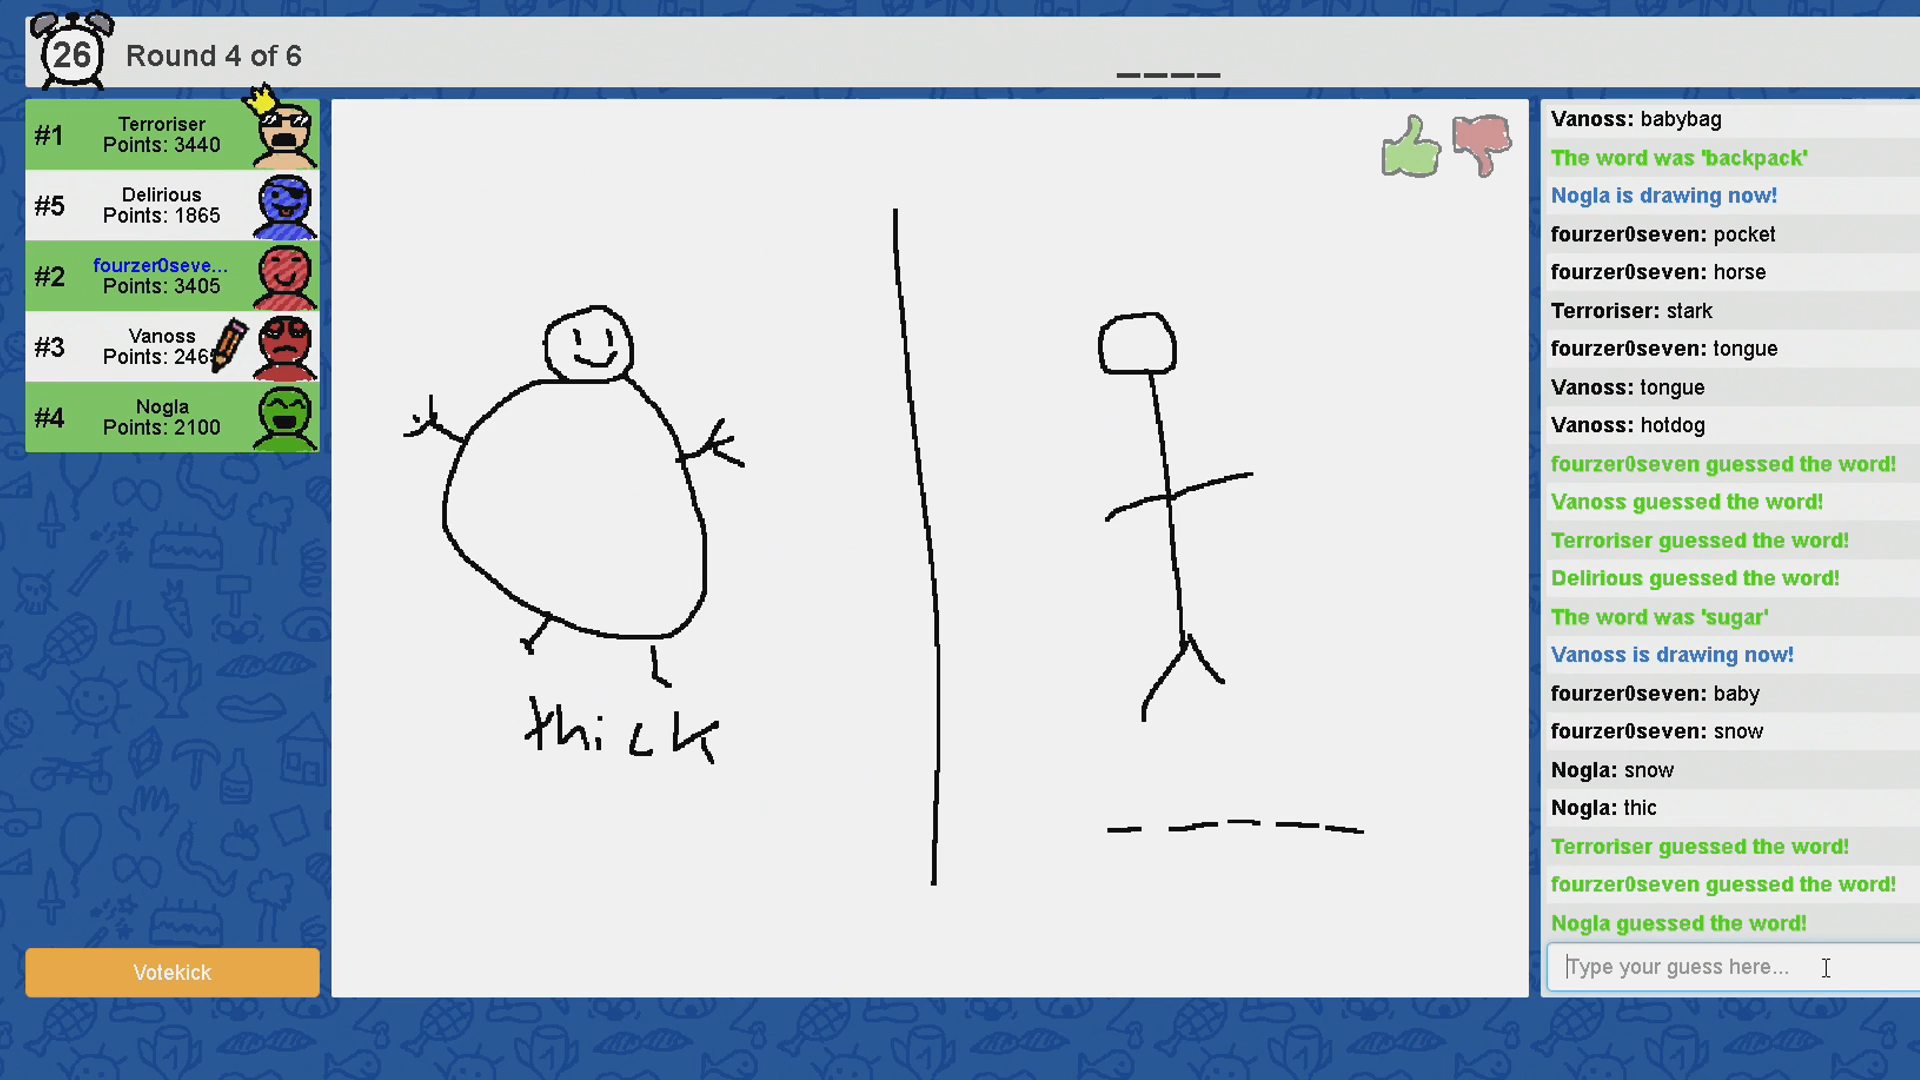 26
Round 4 of 6
____
#1
Terroriser
Points: 3440
#5
Delirious
Points: 1865
#2
fourzer0seve...
Points: 3405
#3
Vanoss
Points: 246
#4
Nogla
Points: 2100
Votekick
thick
Vanoss: babybag
The word was 'backpack'
Nogla is drawing now!
fourzer0seven: pocket
fourzer0seven: horse
Terroriser: stark
fourzer0seven: tongue
Vanoss: tongue
Vanoss: hotdog
fourzer0seven guessed the word!
Vanoss guessed the word!
Terroriser guessed the word!
Delirious guessed the word!
The word was 'sugar'
Vanoss is drawing now!
fourzer0seven: baby
fourzer0seven: snow
Nogla: snow
Nogla: thic
Terroriser guessed the word!
fourzer0seven guessed the word!
Nogla guessed the word!
Type your guess here...